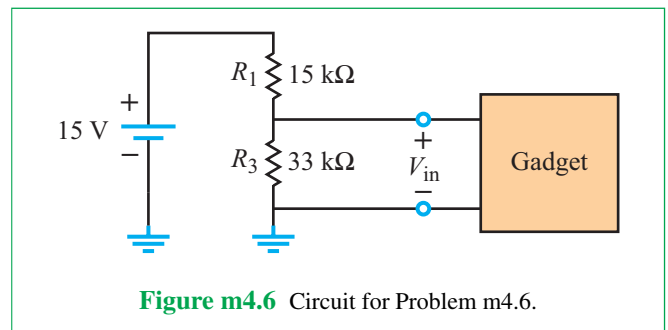 R1 15 kΩ
+
15 V
−
R3 33 kΩ
+
Vin
−
Gadget
Figure m4.6 Circuit for Problem m4.6.